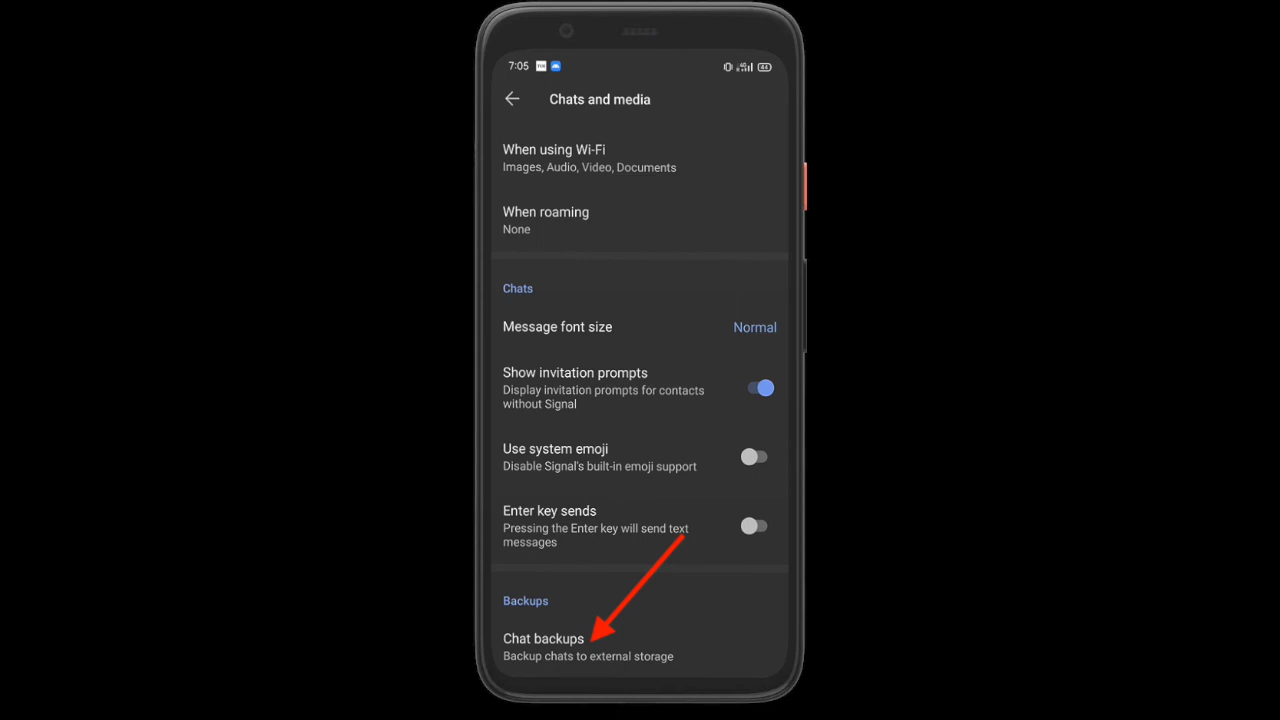 7:05
44
Chats and media
When using Wi-Fi
Images, Audio, Video, Documents
When roaming
None
Chats
Message font size
Normal
Show invitation prompts
Display invitation prompts for contacts
without Signal
Use system emoji
Disable Signal's built-in emoji support
Enter key sends
Pressing the Enter key will send text
messages
Backups
Chat backups
Backup chats to external storage